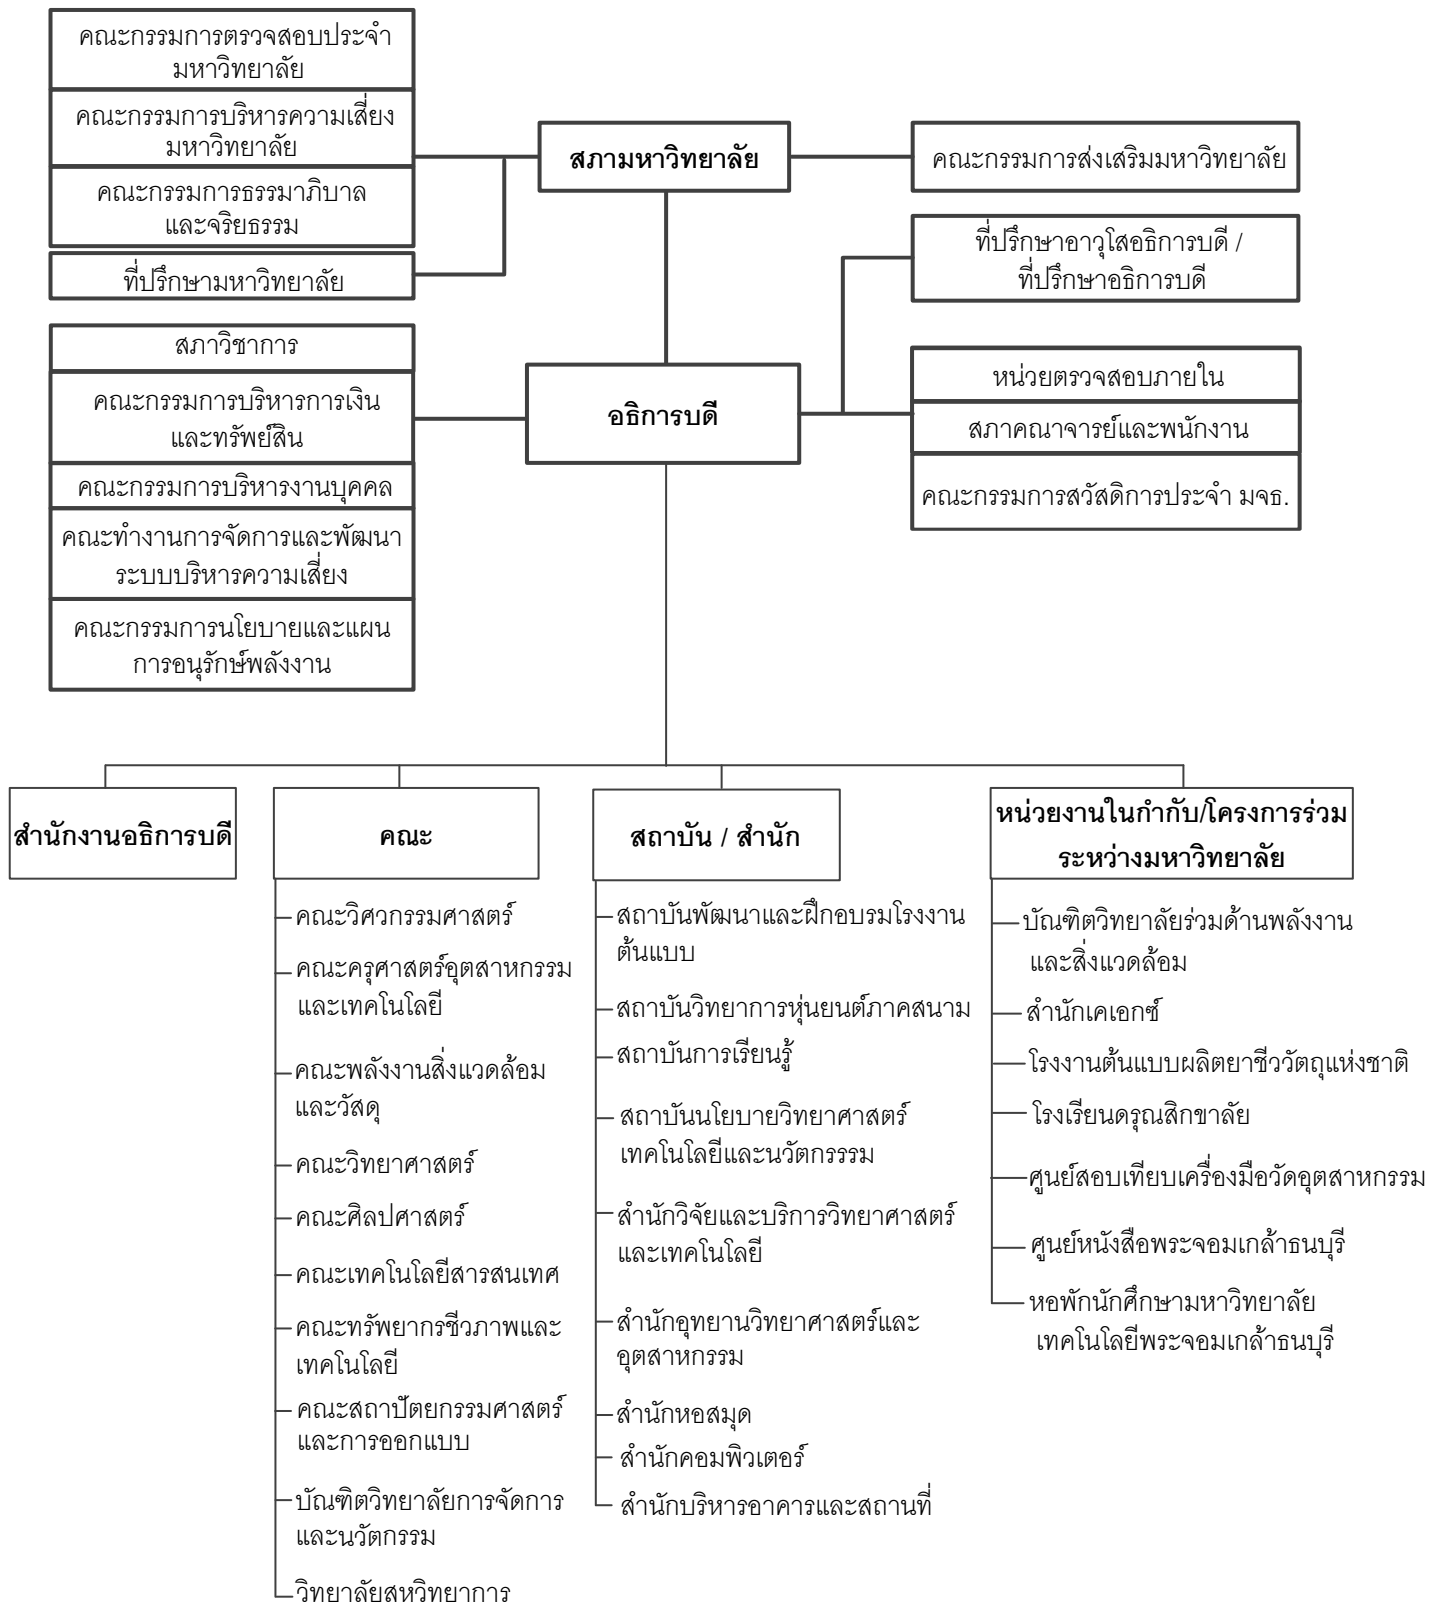 คณะกรรมการตรวจสอบประจำ
มหาวิทยาลัย
คณะกรรมการบริหารความเสี่ยง
มหาวิทยาลัย
คณะกรรมการธรรมาภิบาล
และจริยธรรม
ที่ปรึกษามหาวิทยาลัย
สภามหาวิทยาลัย
คณะกรรมการส่งเสริมมหาวิทยาลัย
ที่ปรึกษาอาวุโสอธิการบดี /
ที่ปรึกษาอธิการบดี
สภาวิชาการ
คณะกรรมการบริหารการเงิน
และทรัพย์สิน
คณะกรรมการบริหารงานบุคคล
คณะทำงานการจัดการและพัฒนา
ระบบบริหารความเสี่ยง
คณะกรรมการนโยบายและแผน
การอนุรักษ์พลังงาน
อธิการบดี
หน่วยตรวจสอบภายใน
สภาคณาจารย์และพนักงาน
คณะกรรมการสวัสดิการประจำ มจธ.
สำนักงานอธิการบดี
คณะ
คณะวิศวกรรมศาสตร์
คณะครุศาสตร์อุตสาหกรรม
และเทคโนโลยี
คณะพลังงานสิ่งแวดล้อม
และวัสดุ
คณะวิทยาศาสตร์
คณะศิลปศาสตร์
คณะเทคโนโลยีสารสนเทศ
คณะทรัพยากรชีวภาพและ
เทคโนโลยี
คณะสถาปัตยกรรมศาสตร์
และการออกแบบ
บัณฑิตวิทยาลัยการจัดการ
และนวัตกรรม
วิทยาลัยสหวิทยาการ
สถาบัน / สำนัก
สถาบันพัฒนาและฝึกอบรมโรงงาน
ต้นแบบ
สถาบันวิทยาการหุ่นยนต์ภาคสนาม
สถาบันการเรียนรู้
สถาบันนโยบายวิทยาศาสตร์
เทคโนโลยีและนวัตกรรรม
สำนักวิจัยและบริการวิทยาศาสตร์
และเทคโนโลยี
สำนักอุทยานวิทยาศาสตร์และ
อุตสาหกรรม
สำนักหอสมุด
สำนักคอมพิวเตอร์
สำนักบริหารอาคารและสถานที่
หน่วยงานในกำกับ/โครงการร่วม
ระหว่างมหาวิทยาลัย
บัณฑิตวิทยาลัยร่วมด้านพลังงาน
และสิ่งแวดล้อม
สำนักเคเอกซ์
โรงงานต้นแบบผลิตยาชีววัตถุแห่งชาติ
โรงเรียนดรุณสิกขาลัย
ศูนย์สอบเทียบเครื่องมือวัดอุตสาหกรรม
ศูนย์หนังสือพระจอมเกล้าธนบุรี
หอพักนักศึกษามหาวิทยาลัย
เทคโนโลยีพระจอมเกล้าธนบุรี